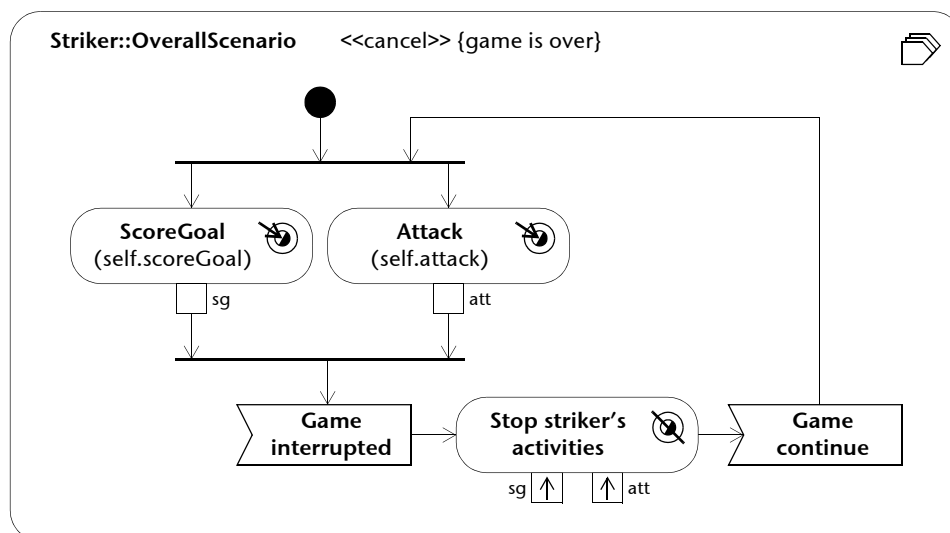 Striker::OverallScenario <<cancel>> {game is over}
ScoreGoal
(self.scoreGoal)
Attack
(self.attack)
sg
att
Game
interrupted
Stop striker’s
activities
Game
continue
sg
att